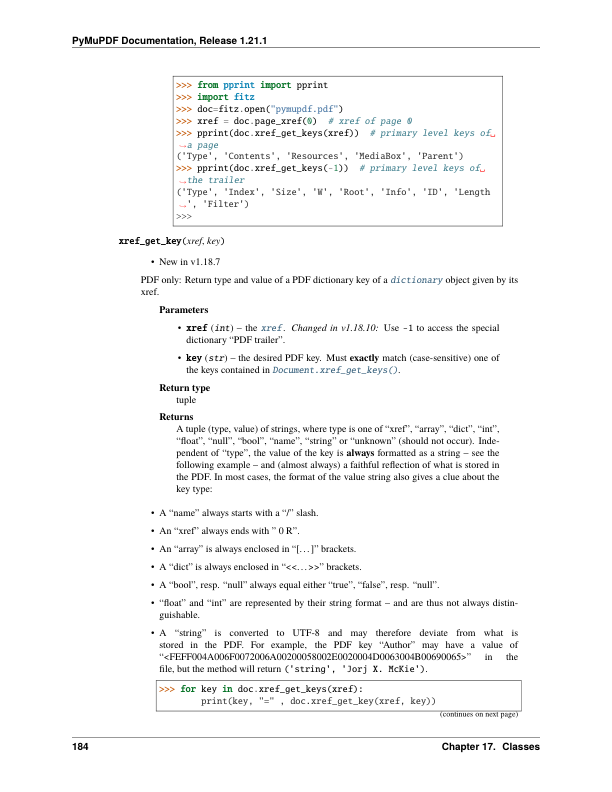 PyMuPDF Documentation, Release 1.21.1
>>> from pprint import pprint
>>> import fitz
>>> doc=fitz.open("pymupdf.pdf")
>>> xref = doc.page_xref(0)  # xref of page 0
>>> pprint(doc.xref_get_keys(xref))  # primary level keys of␣
↪a page
('Type', 'Contents', 'Resources', 'MediaBox', 'Parent')
>>> pprint(doc.xref_get_keys(-1))  # primary level keys of␣
↪the trailer
('Type', 'Index', 'Size', 'W', 'Root', 'Info', 'ID', 'Length
↪', 'Filter')
>>>
xref_get_key(xref, key)
• New in v1.18.7
PDF only: Return type and value of a PDF dictionary key of a dictionary object given by its
xref.
Parameters
• xref (int) – the xref. Changed in v1.18.10: Use -1 to access the special
dictionary “PDF trailer”.
• key (str) – the desired PDF key. Must exactly match (case-sensitive) one of
the keys contained in Document.xref_get_keys().
Return type
tuple
Returns
A tuple (type, value) of strings, where type is one of “xref”, “array”, “dict”, “int”,
“float”, “null”, “bool”, “name”, “string” or “unknown” (should not occur). Inde-
pendent of “type”, the value of the key is always formatted as a string – see the
following example – and (almost always) a faithful reflection of what is stored in
the PDF. In most cases, the format of the value string also gives a clue about the
key type:
• A “name” always starts with a “/” slash.
• An “xref” always ends with ” 0 R”.
• An “array” is always enclosed in “[…]” brackets.
• A “dict” is always enclosed in “<<…>>” brackets.
• A “bool”, resp. “null” always equal either “true”, “false”, resp. “null”.
• “float” and “int” are represented by their string format – and are thus not always distin-
guishable.
• A “string” is converted to UTF-8 and may therefore deviate from what is
stored in the PDF. For example, the PDF key “Author” may have a value of
“<FEFF004A006F0072006A00200058002E0020004D0063004B00690065>” in the
file, but the method will return ('string', 'Jorj X. McKie').
>>> for key in doc.xref_get_keys(xref):
print(key, "=" , doc.xref_get_key(xref, key))
(continues on next page)
184 Chapter 17. Classes